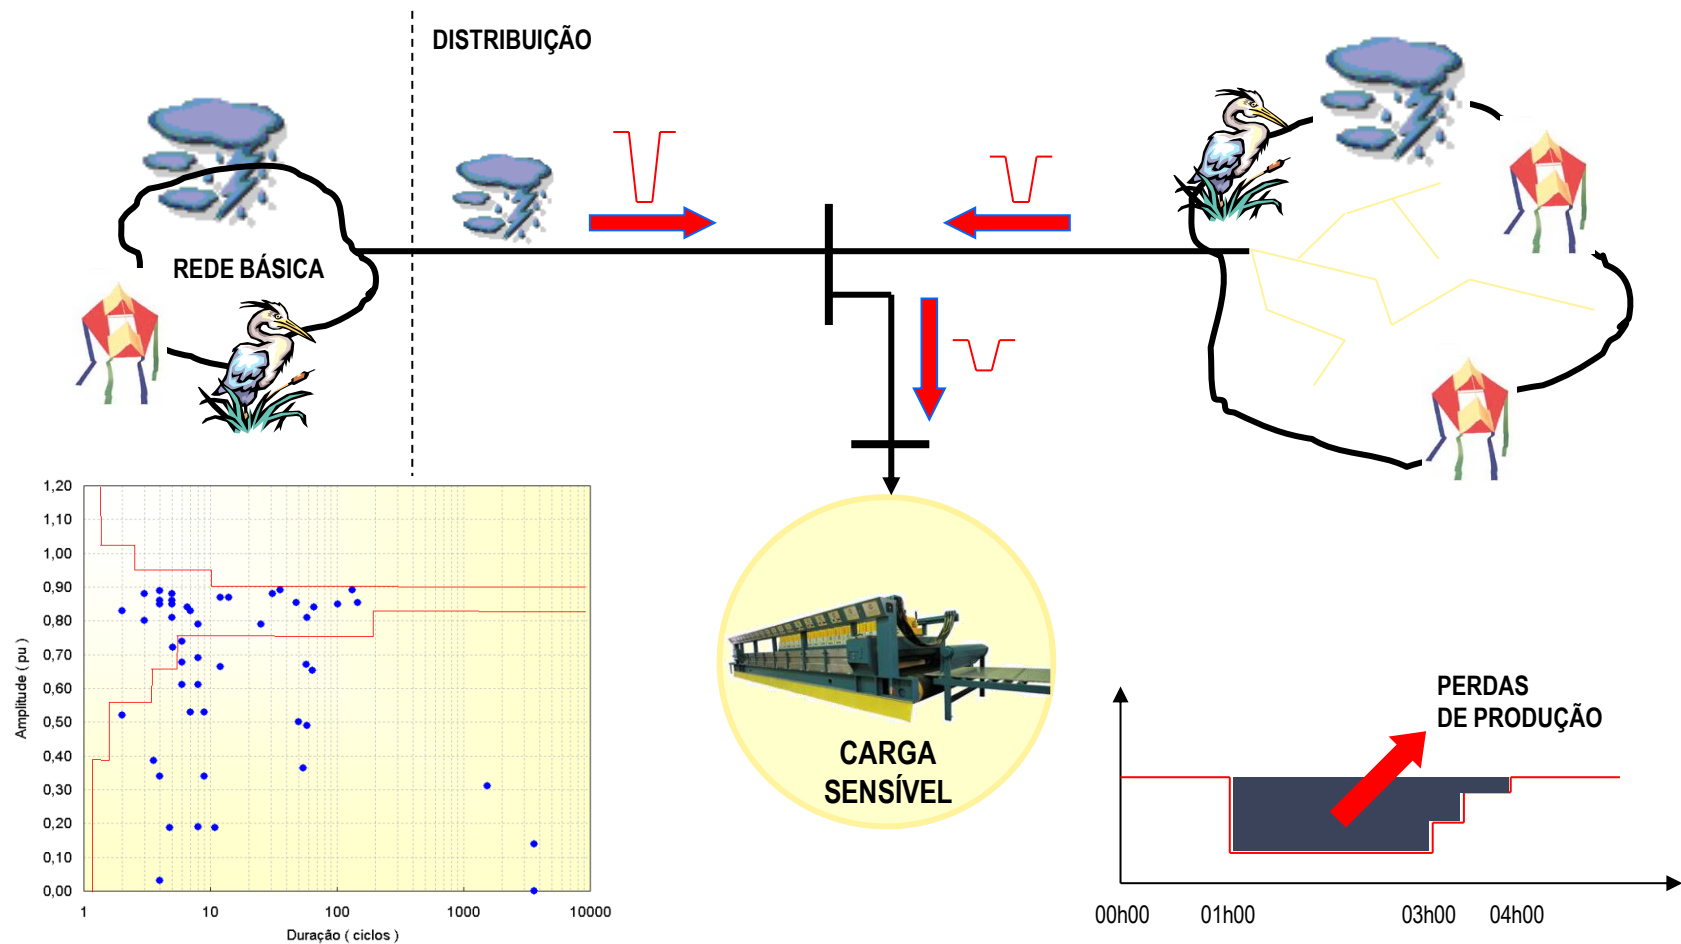 DISTRIBUIÇÃO
REDE BÁSICA
1,20
1,10
1,00
0,90
0,80
0,70
0,60
0,50
0,40
0,30
0,20
0,10
0,00
Amplitude ( pu )
1 10 100 1000 10000
Duração ( ciclos )
CARGA
SENSÍVEL
PERDAS
DE PRODUÇÃO
00h00 01h00 03h00 04h00